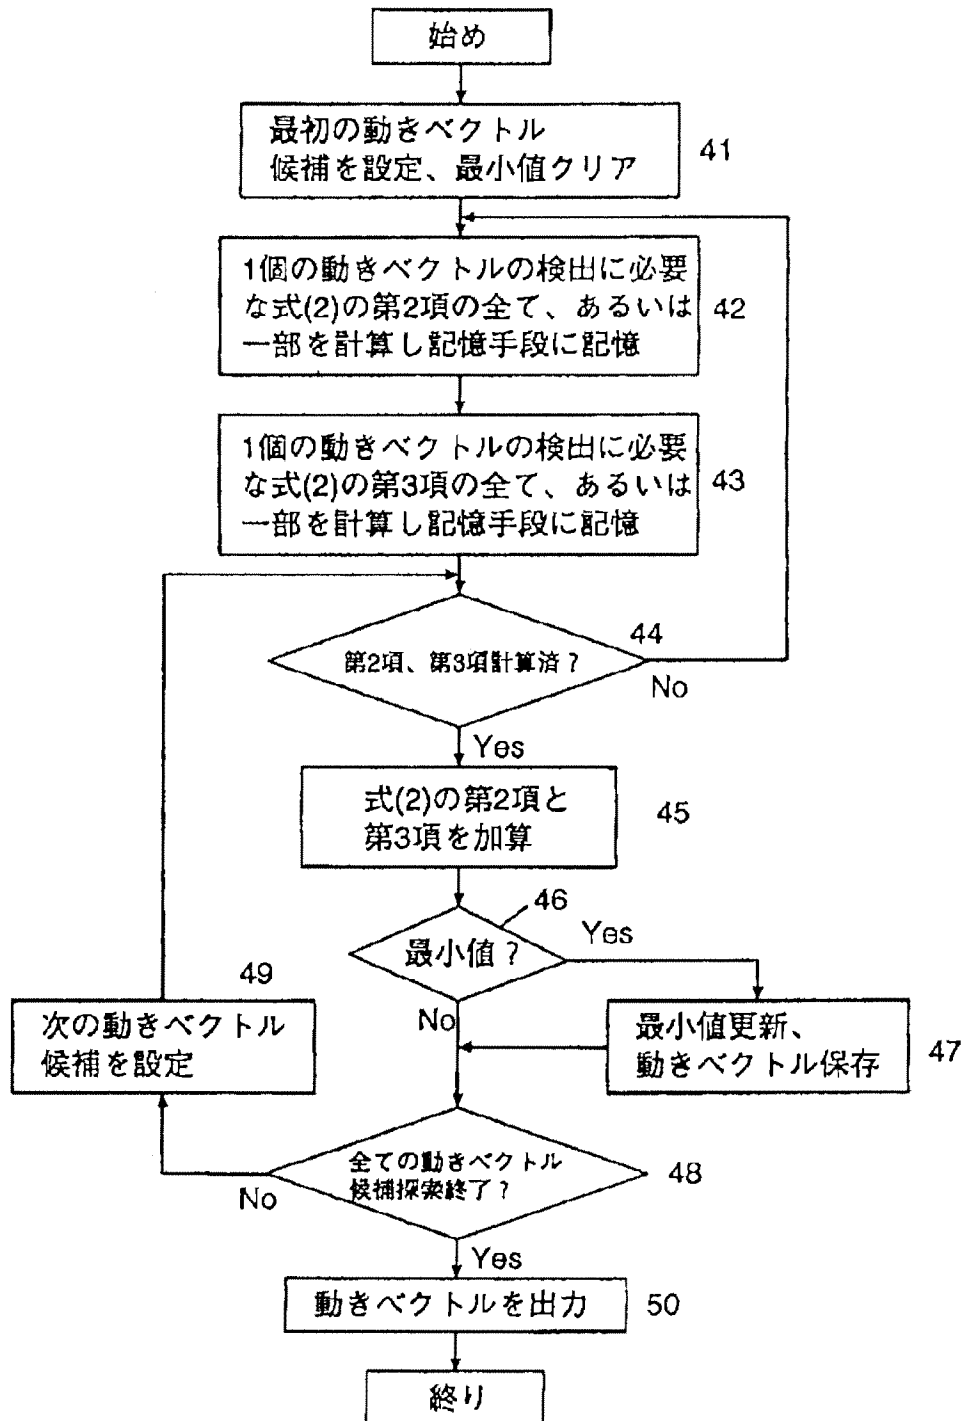 始め
最初の動きベクトル
候補を設定、最小値クリア
41
1個の動きベクトルの検出に必要
な式(2)の第2項の全て、あるいは
一部を計算し記憶手段に記憶
42
1個の動きベクトルの検出に必要
な式(2)の第3項の全て、あるいは
一部を計算し記憶手段に記憶
43
44
第2項、第3項計算済?
No
Yes
式(2)の第2項と
第3項を加算
45
46
最小値?
Yes
No
49
次の動きベクトル
候補を設定
最小値更新、
動きベクトル保存
47
全ての動きベクトル
候補探索終了?
48
No
Yes
動きベクトルを出力
50
終り